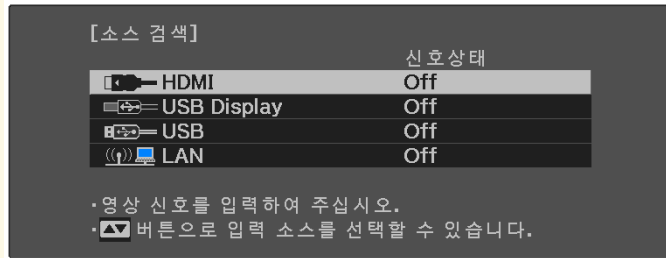 [소스 검색]
신호상태
HDMI Off
USB Display Off
USB Off
LAN Off
·영상 신호를 입력하여 주십시오.
·▲▼ 버튼으로 입력 소스를 선택할 수 있습니다.